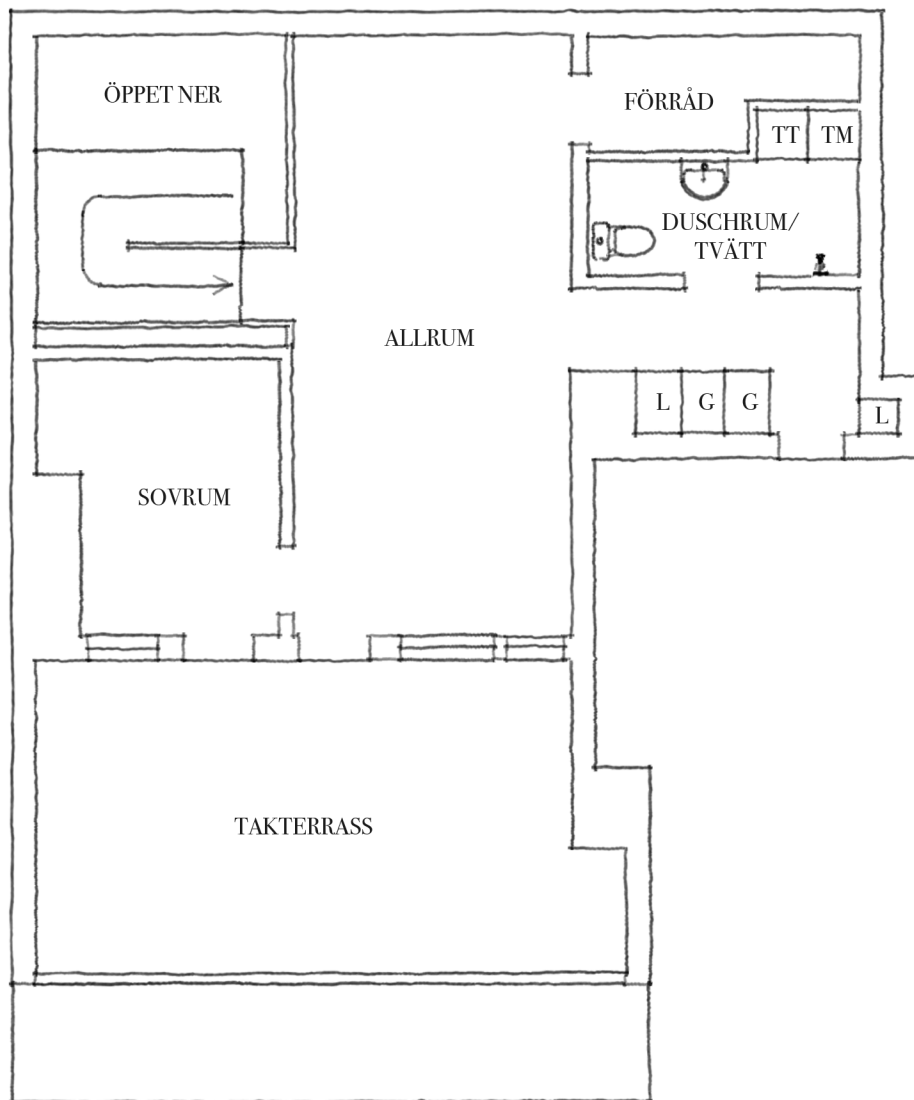 ÖPPET NER
FÖRRÅD
TT TM
DUSCHRUM/
TVÄTT
ALLRUM
L G G
L
SOVRUM
TAKTERRASS